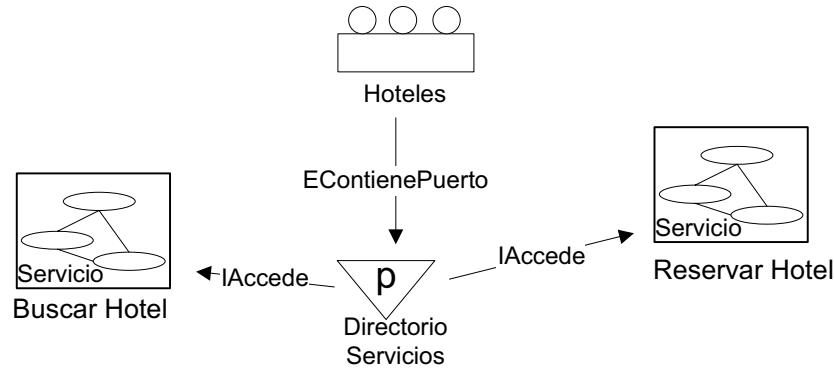 Hoteles
EContienePuerto
Servicio
Buscar Hotel
IAccede
p
Directorio
Servicios
IAccede
Servicio
Reservar Hotel